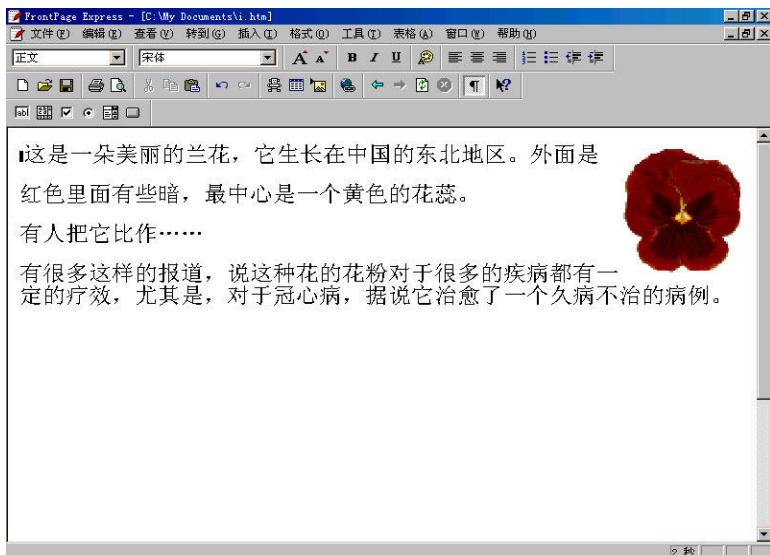 FrontPage Express - [C:\My Documents\i.htm]
文件(F) 编辑(E) 查看(V) 转到(G) 插入(I) 格式(O) 工具(T) 表格(A) 窗口(W) 帮助(H)
正文 宋体 A A B I U
abl
这是一朵美丽的兰花，它生长在中国的东北地区。外面是
红色里面有些暗，最中心是一个黄色的花蕊。
有人把它比作……
有很多这样的报道，说这种花的花粉对于很多的疾病都有一
定的疗效，尤其是，对于冠心病，据说它治愈了一个久病不治的病例。
2 秒